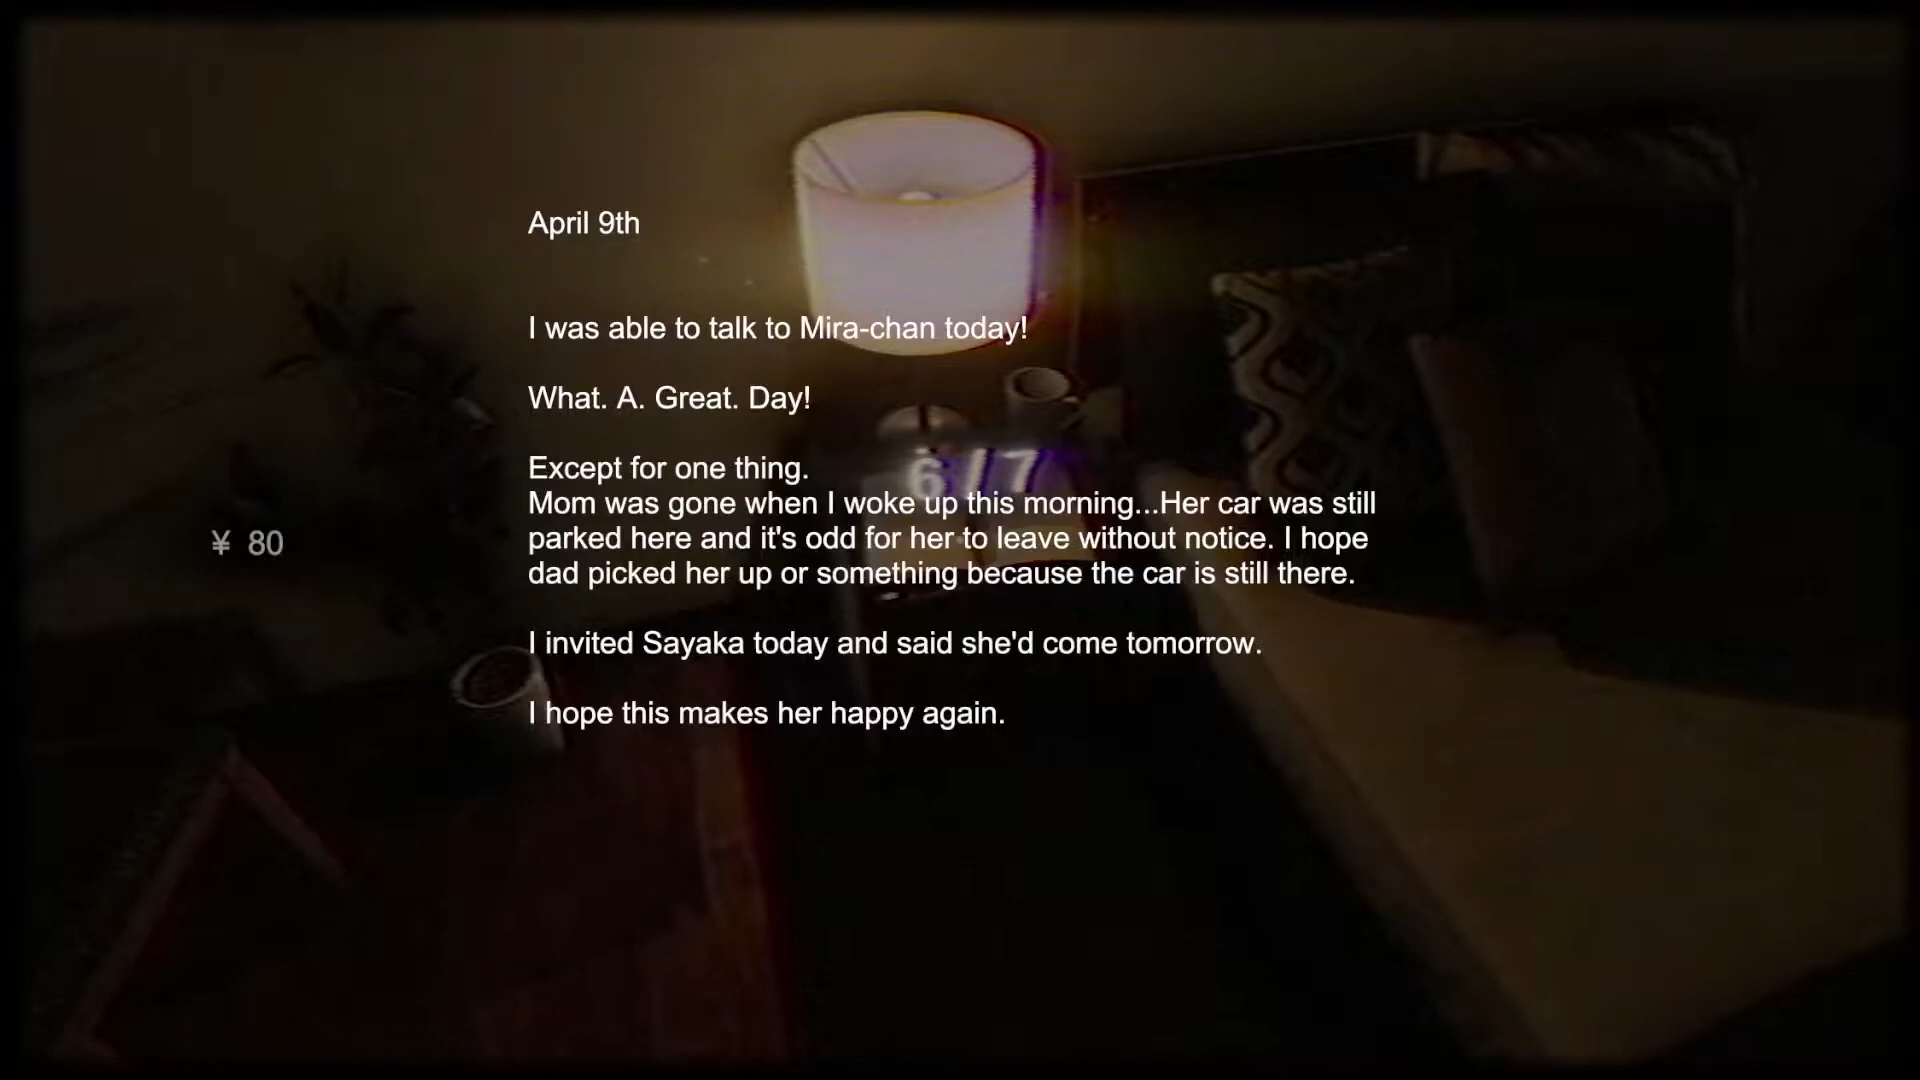 April 9th
I was able to talk to Mira-chan today!
What. A. Great. Day!
Except for one thing.
6/7
Mom was gone when I woke up this morning...Her car was still
parked here and it's odd for her to leave without notice. I hope
dad picked her up or something because the car is still there.
¥ 80
I invited Sayaka today and said she'd come tomorrow.
I hope this makes her happy again.